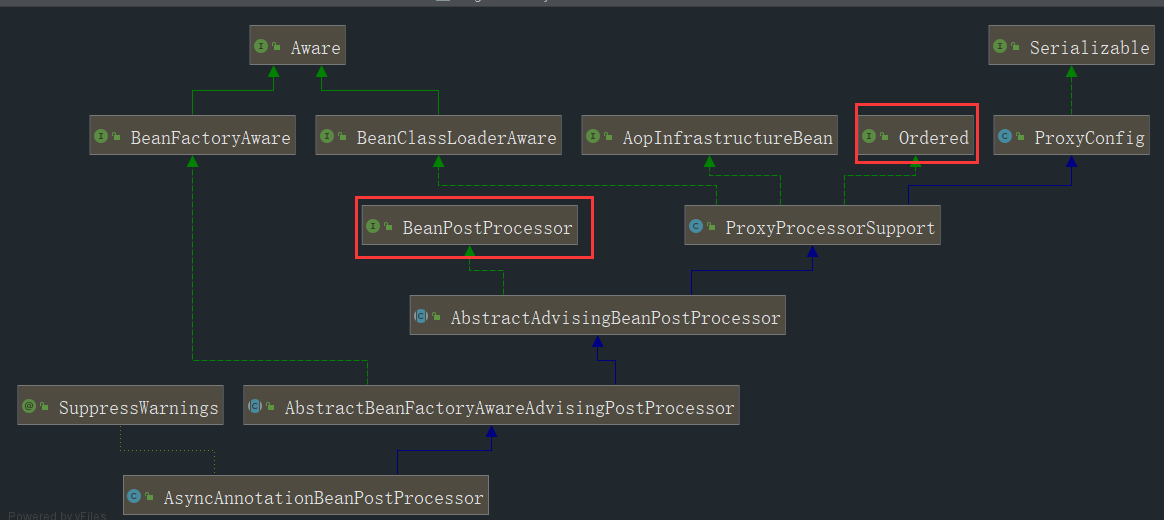 Aware
Serializable
BeanFactoryAware
BeanClassLoaderAware
AopInfrastructureBean
Ordered
ProxyConfig
BeanPostProcessor
ProxyProcessorSupport
AbstractAdvisingBeanPostProcessor
SuppressWarnings
AbstractBeanFactoryAwareAdvisingPostProcessor
AsyncAnnotationBeanPostProcessor
Powered by yFiles